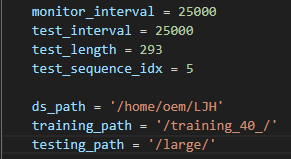 monitor_interval = 25000
test_interval = 25000
test_length = 293
test_sequence_idx = 5
ds_path = '/home/oem/LJH'
training_path = '/training_40_/'
testing_path = '/large/'